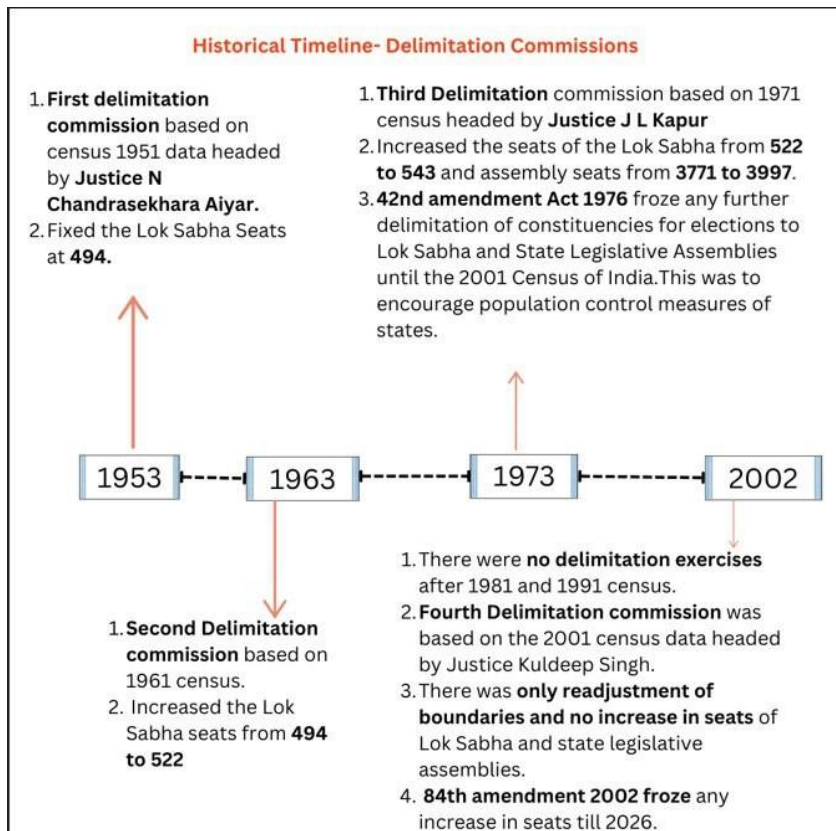 Historical Timeline- Delimitation Commissions
1. First delimitation
commission based on
census 1951 data headed
by Justice N
Chandrasekhara Aiyar.
2. Fixed the Lok Sabha Seats
at 494.
1. Third Delimitation commission based on 1971
census headed by Justice J L Kapur
2. Increased the seats of the Lok Sabha from 522
to 543 and assembly seats from 3771 to 3997.
3. 42nd amendment Act 1976 froze any further
delimitation of constituencies for elections to
Lok Sabha and State Legislative Assemblies
until the 2001 Census of India.This was to
encourage population control measures of
states.
1953
1963
1973
2002
1. Second Delimitation
commission based on
1961 census.
2. Increased the Lok
Sabha seats from 494
to 522
1. There were no delimitation exercises
after 1981 and 1991 census.
2. Fourth Delimitation commission was
based on the 2001 census data headed
by Justice Kuldeep Singh.
3. There was only readjustment of
boundaries and no increase in seats of
Lok Sabha and state legislative
assemblies.
4. 84th amendment 2002 froze any
increase in seats till 2026.